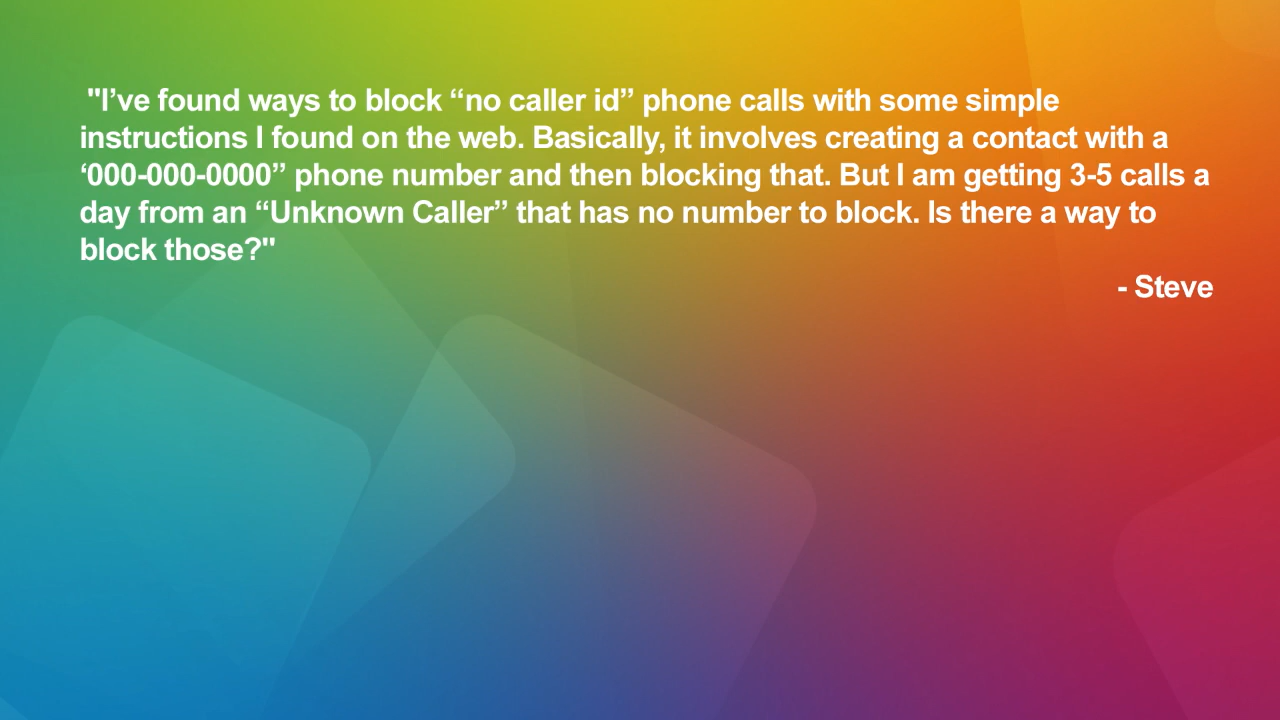 "I’ve found ways to block “no caller id” phone calls with some simple
instructions I found on the web. Basically, it involves creating a contact with a
‘000-000-0000” phone number and then blocking that. But I am getting 3-5 calls a
day from an “Unknown Caller” that has no number to block. Is there a way to
block those?"
- Steve